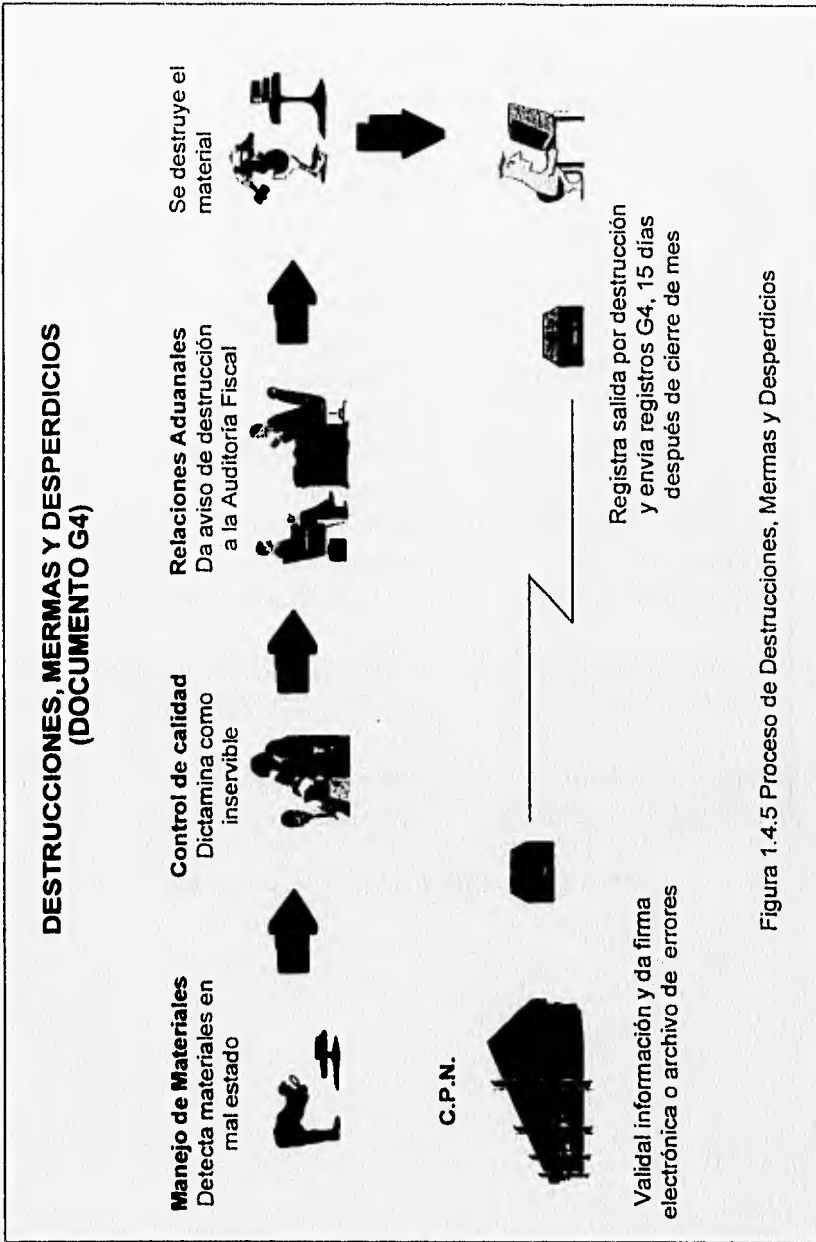 DESTRUCCIONES, MERMAS Y DESPERDICIOS
(DOCUMENTO G4)
Manejo de Materiales
Detecta materiales en
mal estado
Control de calidad
Dictamina como
inservible
Relaciones Aduanales
Da aviso de destrucción
a la Auditoría Fiscal
Se destruye el
material
C.P.N.
Validal información y da firma
electrónica o archivo de errores
Registra salida por destrucción
y envía registros G4, 15 días
después de cierre de mes
Figura 1.4.5 Proceso de Destrucciones, Mermas y Desperdicios